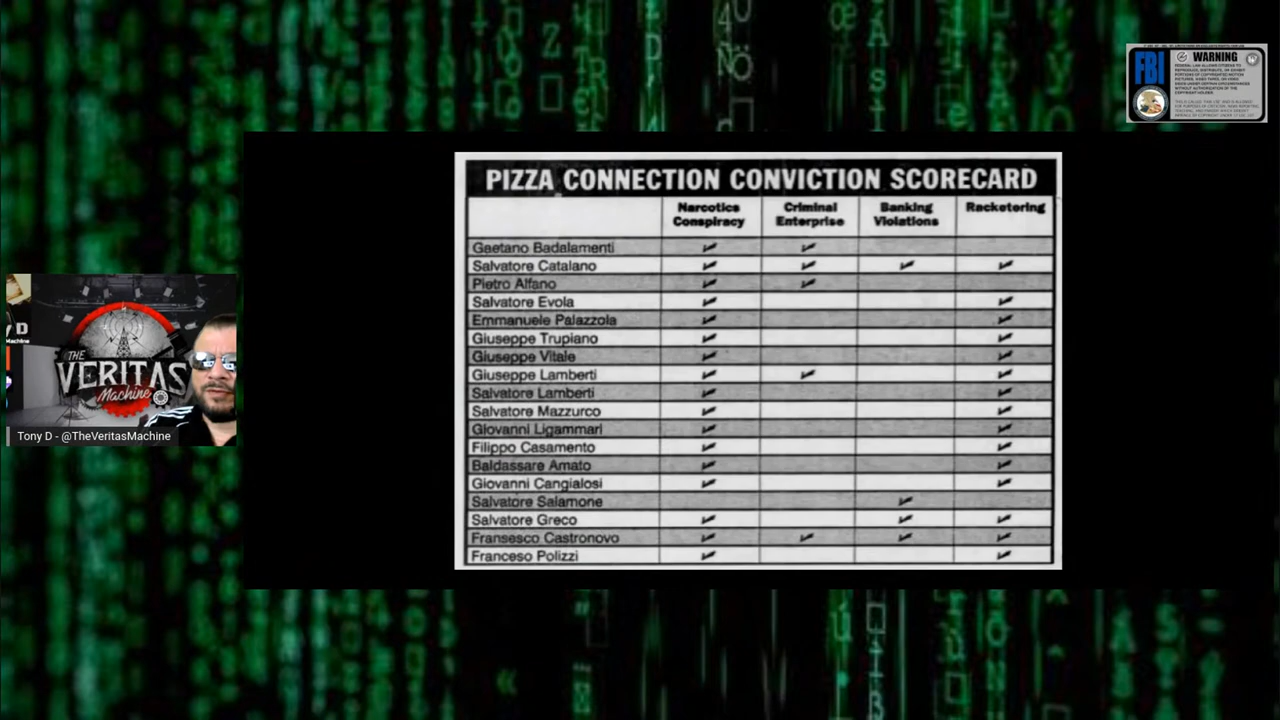 FBI
WARNING
PIZZA CONNECTION CONVICTION SCORECARD
Narcotics Conspiracy
Criminal Enterprise
Banking Violations
Racketering
Gaetano Badalamenti ✓ ✓
Salvatore Catalano ✓ ✓ ✓ ✓
Pietro Alfano ✓ ✓
Salvatore Evola ✓ ✓
Emmanuele Palazzola ✓ ✓
Giuseppe Trupiano ✓ ✓
Giuseppe Vitale ✓ ✓
Giuseppe Lamberti ✓ ✓ ✓
Salvatore Lamberti ✓ ✓
Salvatore Mazzurco ✓ ✓
Giovanni Ligammari ✓ ✓
Filippo Casamento ✓ ✓
Baldassare Amato ✓ ✓
Giovanni Cangialosi ✓ ✓
Salvatore Salamone ✓
Salvatore Greco ✓ ✓ ✓
Fransesco Castronovo ✓ ✓ ✓ ✓
Franceso Polizzi ✓ ✓
THE
VERITAS
Machine
Tony D - @TheVeritasMachine